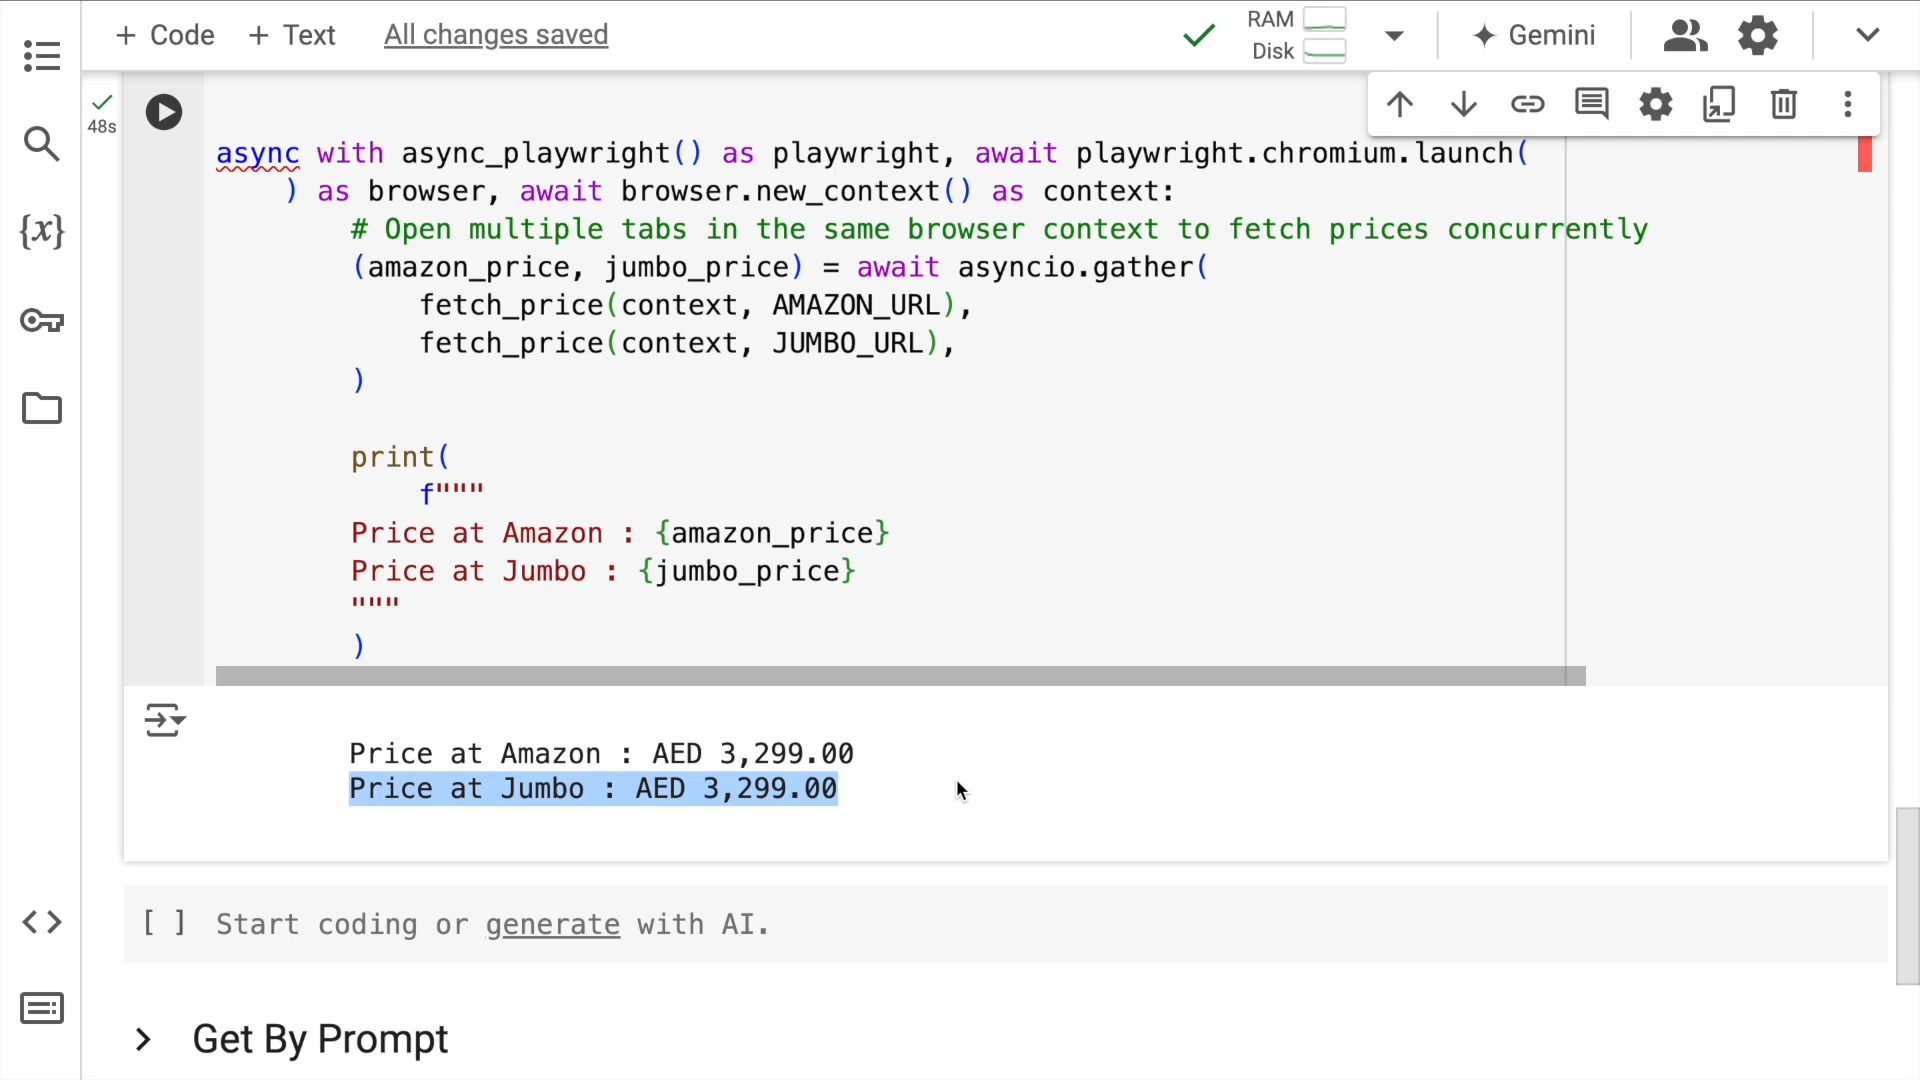 + Code + Text All changes saved RAM Disk Gemini
48s
async with async_playwright() as playwright, await playwright.chromium.launch(
    ) as browser, await browser.new_context() as context:
        # Open multiple tabs in the same browser context to fetch prices concurrently
        (amazon_price, jumbo_price) = await asyncio.gather(
            fetch_price(context, AMAZON_URL),
            fetch_price(context, JUMBO_URL),
        )
        print(
            f"""
        Price at Amazon : {amazon_price}
        Price at Jumbo : {jumbo_price}
        """
        )
Price at Amazon : AED 3,299.00
Price at Jumbo : AED 3,299.00
[ ] Start coding or generate with AI.
Get By Prompt